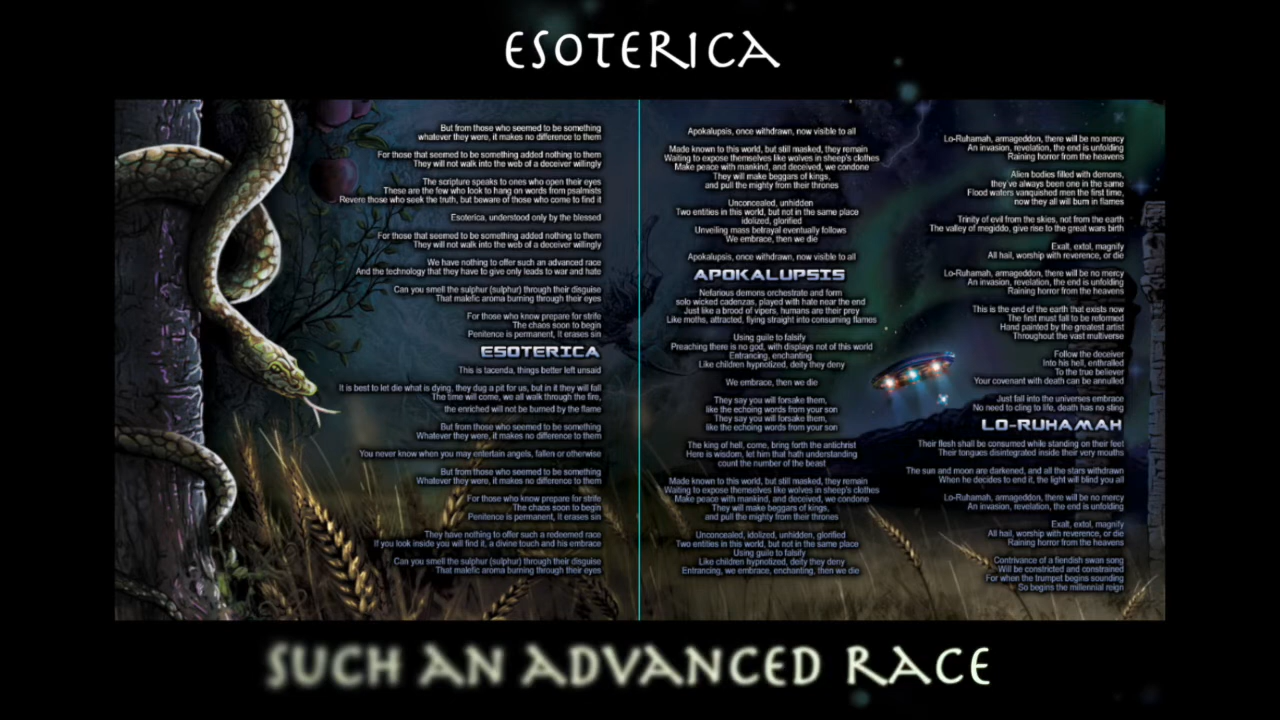 ESOTERICA
But from those who seemed to be something
whatever they were, it makes no difference to them
For those that seemed to be something added nothing to them
They will not walk into the web of a deceiver willingly
The scripture speaks to ones who open their eyes
These are the few who look to hang on words from psalmists
Revere those who seek the truth, but beware of those who come to find it
Esoterica, understood only by the blessed
For those that seemed to be something added nothing to them
They will not walk into the web of a deceiver willingly
We have nothing to offer such an advanced race
And the technology that they have to give only leads to war and hate
Can you smell the sulphur (sulphur) through their disguise
That malefic aroma burning through their eyes
For those who know prepare for strife
The chaos soon to begin
Penitence is permanent, it erases sin
ESOTERICA
This is tacenda, things better left unsaid
It is best to let die what is dying, they dug a pit for us, but in it they will fall
The time will come, we all walk through the fire,
the enriched will not be burned by the flame
But from those who seemed to be something
Whatever they were, it makes no difference to them
You never know when you may entertain angels, fallen or otherwise
But from those who seemed to be something
Whatever they were, it makes no difference to them
For those who know prepare for strife
The chaos soon to begin
Penitence is permanent, it erases sin
They have nothing to offer such a redeemed race
If you look inside you will find it, a divine touch and his embrace
Can you smell the sulphur (sulphur) through their disguise
That malefic aroma burning through their eyes
Apokalupsis, once withdrawn, now visible to all
Made known to this world, but still masked, they remain
Waiting to expose themselves like wolves in sheep's clothes
Make peace with mankind, and deceived, we condone
They will make beggars of kings,
and pull the mighty from their thrones
Unconcealed, unhidden
Two entities in this world, but not in the same place
idolized, glorified
Unveiling mass betrayal eventually follows
We embrace, then we die
Apokalupsis, once withdrawn, now visible to all
APOKALUPSIS
Nefarious demons orchestrate and form
solo wicked cadenzas, played with hate near the end
Just like a brood of vipers, humans are their prey
Like moths, attracted, flying straight into consuming flames
Using guile to falsify
Preaching there is no god, with displays not of this world
Entrancing, enchanting
Like children hypnotized, deity they deny
We embrace, then we die
They say you will forsake them,
like the echoing words from your son
They say you will forsake them,
like the echoing words from your son
The king of hell, come, bring forth the antichrist
Here is wisdom, let him that hath understanding
count the number of the beast
Made known to this world, but still masked, they remain
Waiting to expose themselves like wolves in sheep's clothes
Make peace with mankind, and deceived, we condone
They will make beggars of kings,
and pull the mighty from their thrones
Unconcealed, idolized, unhidden, glorified
Two entities in this world, but not in the same place
Using guile to falsify
Like children hypnotized, deity they deny
Entrancing, we embrace, enchanting, then we die
Lo-Ruhamah, armageddon, there will be no mercy
An invasion, revelation, the end is unfolding
Raining horror from the heavens
Alien bodies filled with demons,
they've always been one in the same
Flood waters vanquished men the first time,
now they all will burn in flames
Trinity of evil from the skies, not from the earth
The valley of megiddo, give rise to the great wars birth
Exalt, extol, magnify
All hail, worship with reverence, or die
Lo-Ruhamah, armageddon, there will be no mercy
An invasion, revelation, the end is unfolding
Raining horror from the heavens
This is the end of the earth that exists now
The first must fall to be reformed
Hand painted by the greatest artist
Throughout the vast multiverse
Follow the deceiver
Into his hell, enthralled
To the true believer
Your covenant with death can be annulled
Just fall into the universes embrace
No need to cling to life, death has no sting
LO-RUHAMAH
Their flesh shall be consumed while standing on their feet
Their tongues disintegrated inside their very mouths
The sun and moon are darkened, and all the stars withdrawn
When he decides to end it, the light will blind you all
Lo-Ruhamah, armageddon, there will be no mercy
An invasion, revelation, the end is unfolding
Exalt, extol, magnify
All hail, worship with reverence, or die
Raining horror from the heavens
Contrivance of a fiendish swan song
Will be constricted and constrained
For when the trumpet begins sounding
So begins the millennial reign
SUCH AN ADVANCED RACE